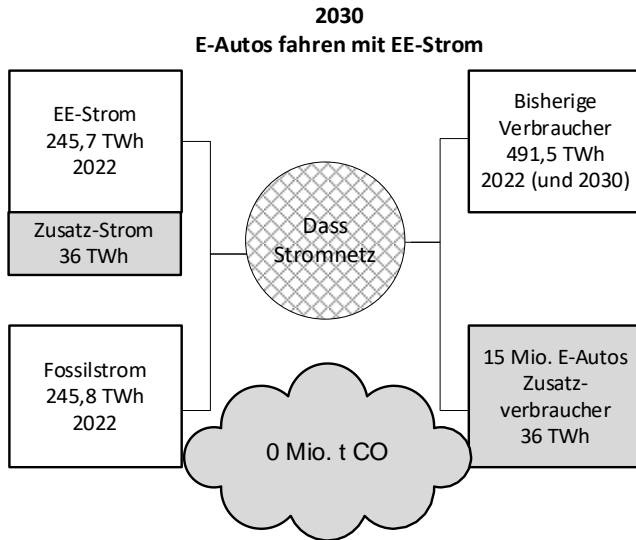 2030
E-Autos fahren mit EE-Strom
EE-Strom
245,7 TWh
2022
Zusatz-Strom
36 TWh
Fossilstrom
245,8 TWh
2022
Dass
Stromnetz
0 Mio. t CO
Bisherige
Verbraucher
491,5 TWh
2022 (und 2030)
15 Mio. E-Autos
Zusatz-
verbraucher
36 TWh